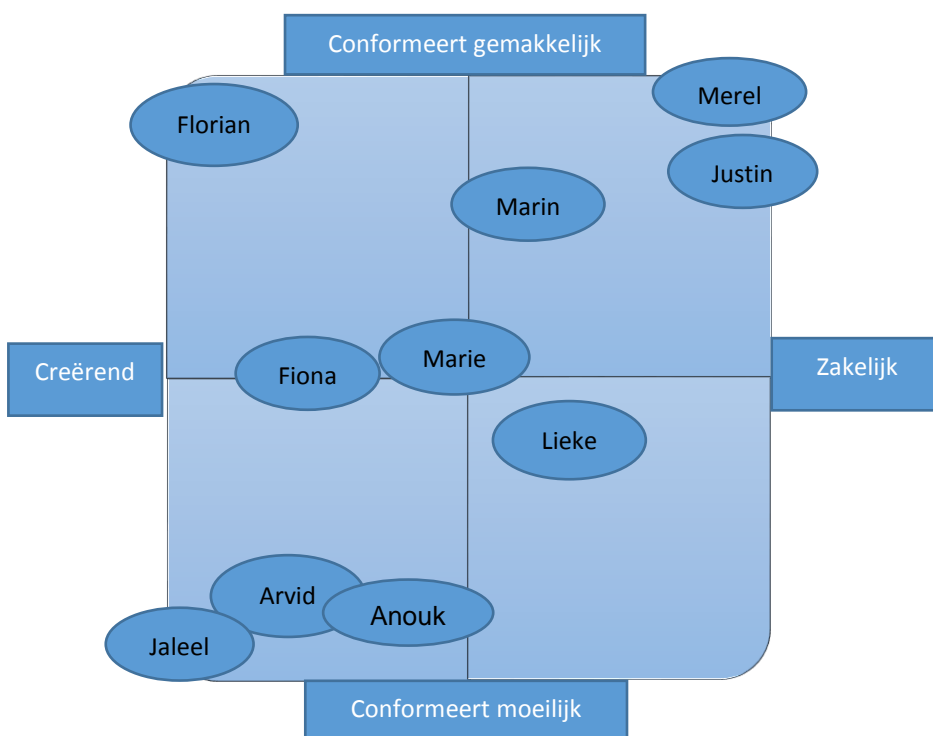 Conformeert gemakkelijk
Merel
Florian
Justin
Marin
Marie
Creërend
Fiona
Zakelijk
Lieke
Arvid
Anouk
Jaleel
Conformeert moeilijk